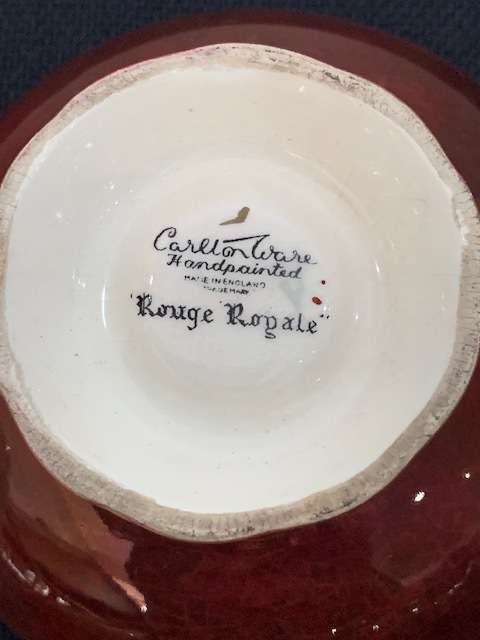 Carlton Ware
Handpainted
MADE IN ENGLAND
TRADE MARK
"Rouge Royale"